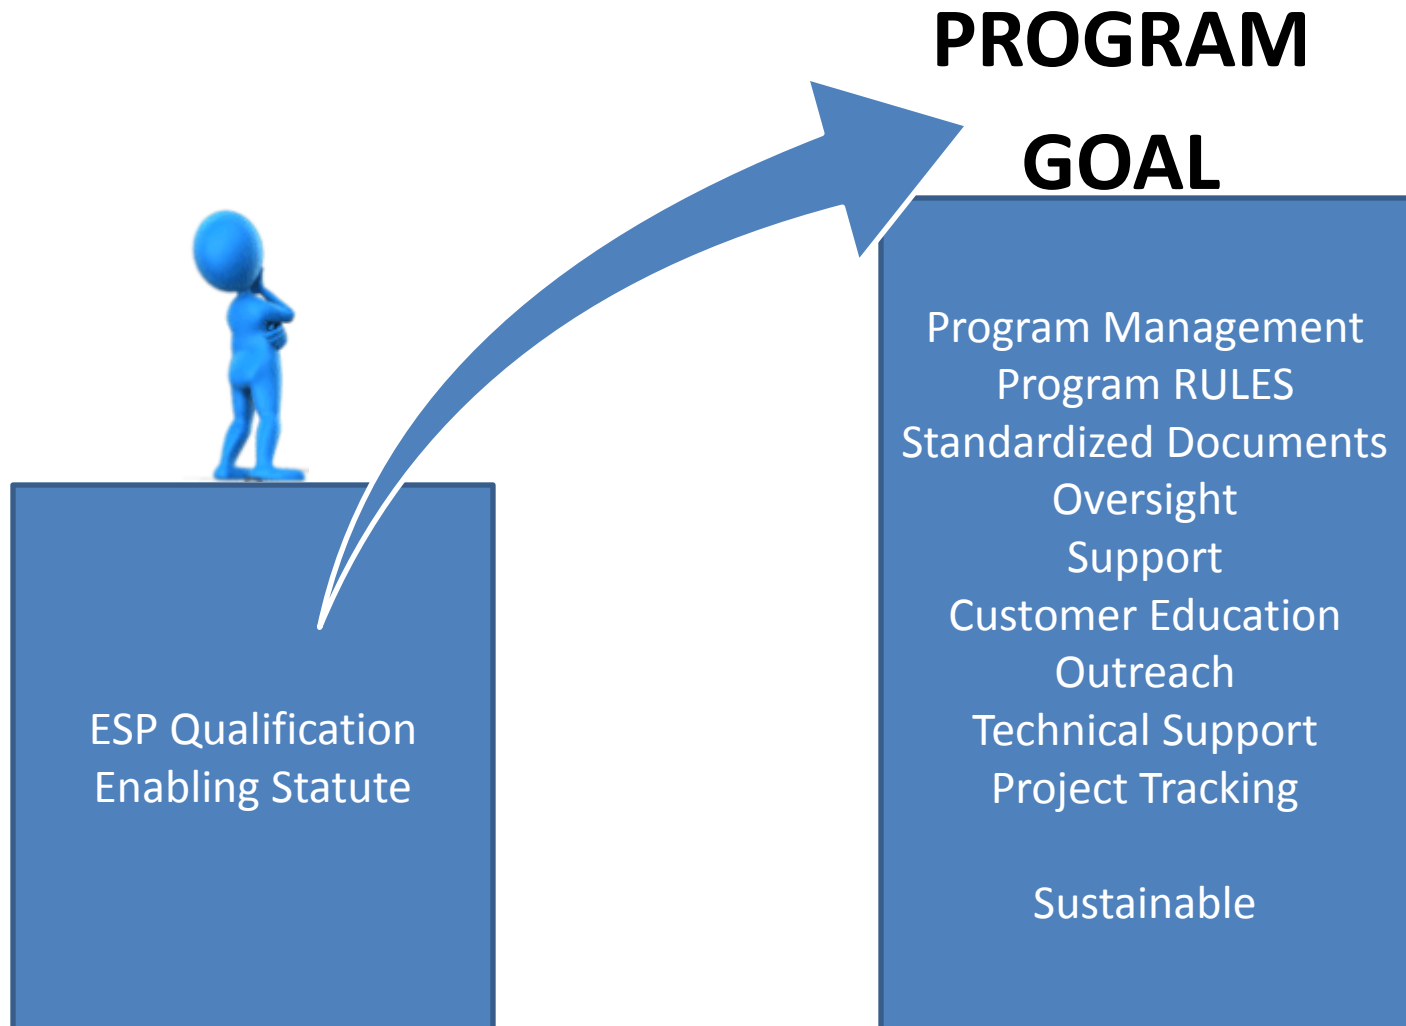 PROGRAM
GOAL
Program Management
Program RULES
Standardized Documents
Oversight
Support
Customer Education
Outreach
Technical Support
Project Tracking
Sustainable
ESP Qualification
Enabling Statute